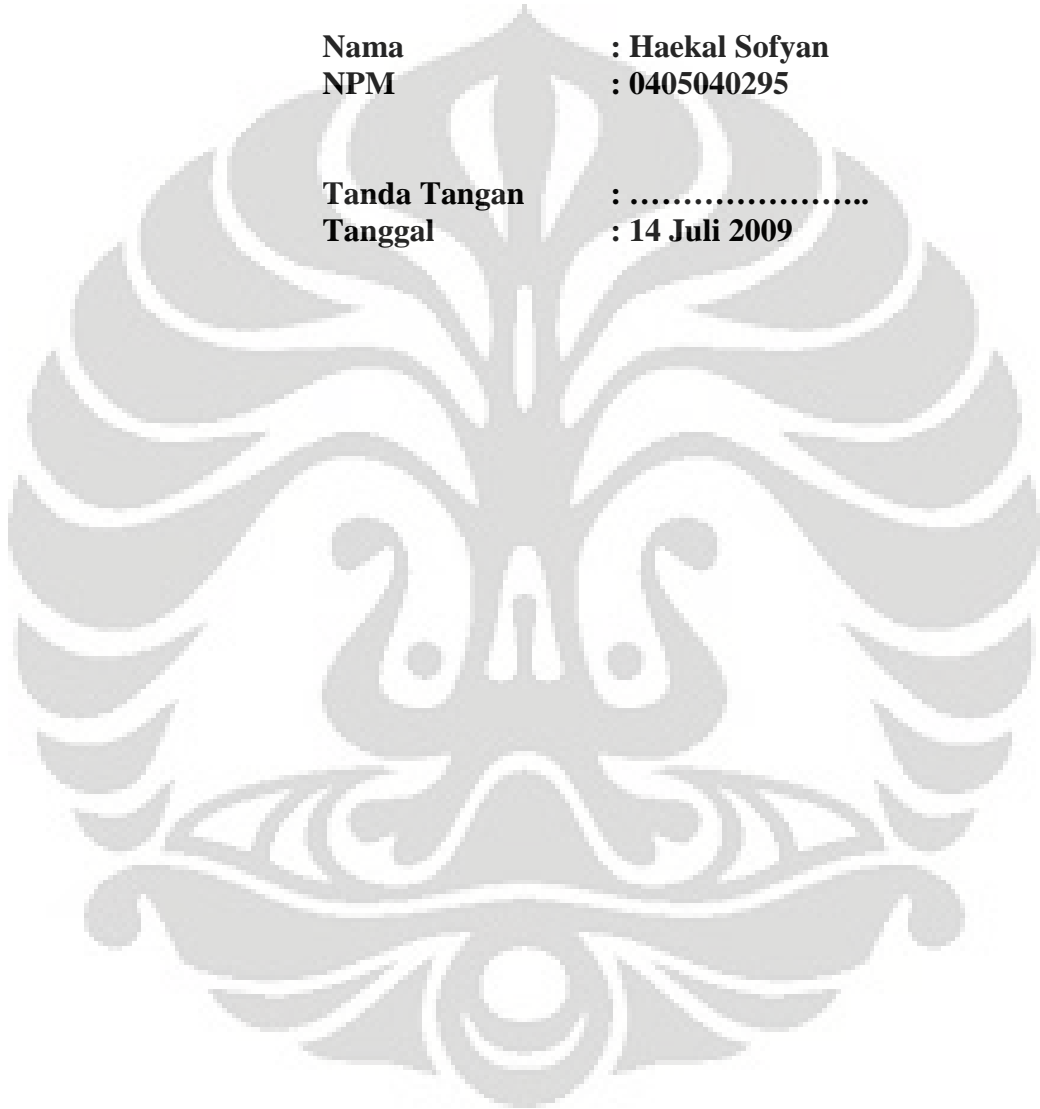 Nama : Haekal Sofyan
NPM : 0405040295
Tanda Tangan : …………………..
Tanggal : 14 Juli 2009